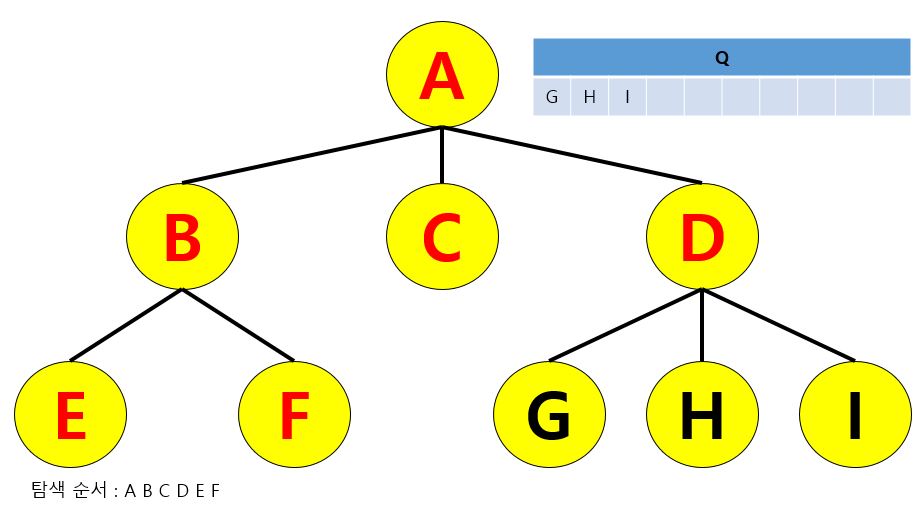 A
Q
G H I
B C D
E F G H I
탐색 순서 : A B C D E F